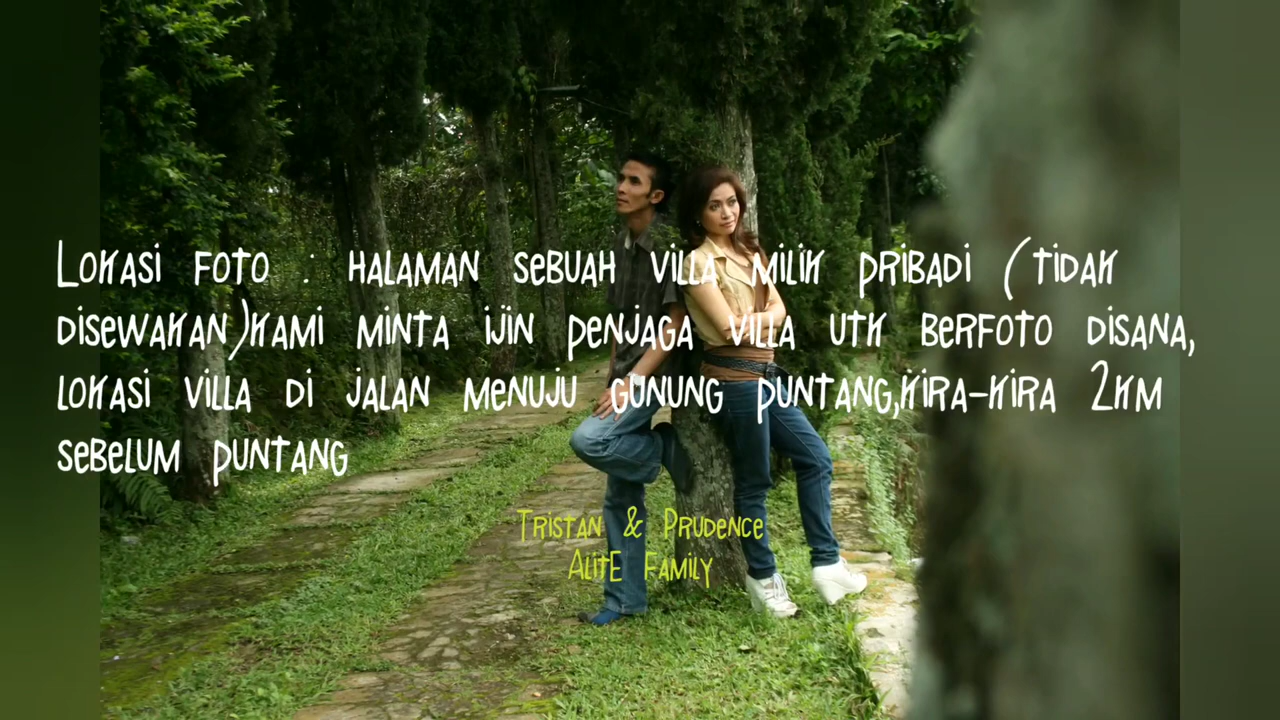 Lokasi foto : halaman sebuah villa milik pribadi (tidak
disewakan)kami minta ijin penjaga villa utk berfoto disana,
lokasi villa di jalan menuju gunung puntang,kira-kira 2km
sebelum puntang
Tristan & Prudence
Alite Family